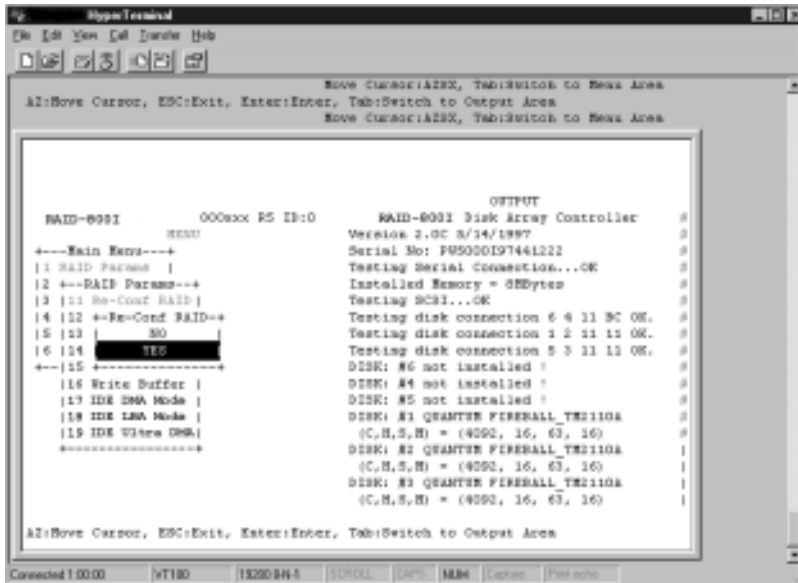 HyperTerminal
File Edit View Call Transfer Help
Move Cursor:AZSX, Tab:Switch to Menu Area
AZ:Move Cursor, ESC:Exit, Enter:Enter, Tab:Switch to Output Area
Move Cursor:AZSX, Tab:Switch to Menu Area
OUTPUT
RAID-800I 000xxx RS ID:0 RAID-800I Disk Array Controller #
MENU Version 2.0C 3/14/1997 #
+---Main Menu---+ Serial No: PWS000I97441222 #
|1 RAID Params | Testing Serial Connection...OK #
|2 +--RAID Params--+ Installed Memory = 8MBytes #
|3 |11 Re-Conf RAID| Testing SCSI...OK #
|4 |12 +-Re-Conf RAID-+ Testing disk connection 6 4 11 BC OK. #
|5 |13 | NO | Testing disk connection 1 2 11 11 OK. #
|6 |14 | YES | Testing disk connection 5 3 11 11 OK. #
+--|15 +---------------+ DISK: #6 not installed ! #
|16 Write Buffer | DISK: #4 not installed ! #
|17 IDE DMA Mode | DISK: #5 not installed ! #
|18 IDE LBA Mode | DISK: #1 QUANTUM FIREBALL_TM2110A #
|19 IDE Ultra DMA| (C,H,S,M) = (4092, 16, 63, 16) #
+----------------+ DISK: #2 QUANTUM FIREBALL_TM2110A |
(C,H,S,M) = (4092, 16, 63, 16) |
DISK: #3 QUANTUM FIREBALL_TM2110A |
(C,H,S,M) = (4092, 16, 63, 16) |
AZ:Move Cursor, ESC:Exit, Enter:Enter, Tab:Switch to Output Area
Connected 1:00:00 VT100 19200 8-N-1 SCROLL CAPS NUM Capture Print echo